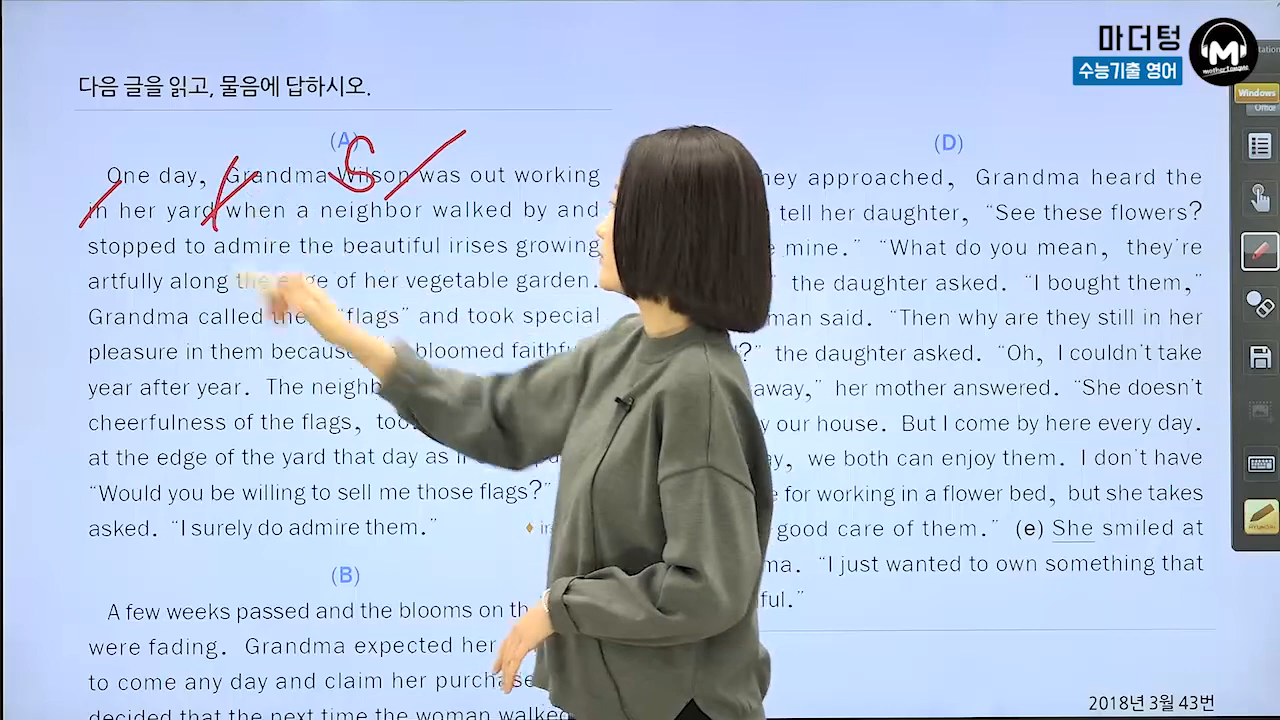 마더텅
수능기출 영어
M
mother tongue
Windows
다음 글을 읽고, 물음에 답하시오.
(A)
S
One day, Grandma Wilson was out working
in her yard when a neighbor walked by and
stopped to admire the beautiful irises growing
artfully along the edge of her vegetable garden.
Grandma called "flags" and took special
pleasure in them bloomed
year after year. The
cheerfulness of the flags,
at the edge of the yard that day as
"Would you be willing to sell me those flags?"
asked. "I surely do admire them."
(B)
A few weeks passed and the blooms on
were fading. Grandma expected her
to come any day and claim her
decided that the next time the woman walked
(D)
approached, Grandma heard the
tell her daughter, "See these flowers?
mine." "What do you mean, they're
the daughter asked. "I bought them,"
said. "Then why are they still in her
the daughter asked. "Oh, I couldn't take
away," her mother answered. "She doesn't
our house. But I come by here every day.
we both can enjoy them. I don't have
for working in a flower bed, but she takes
good care of them." (e) She smiled at
"I just wanted to own something that
2018년 3월 43번